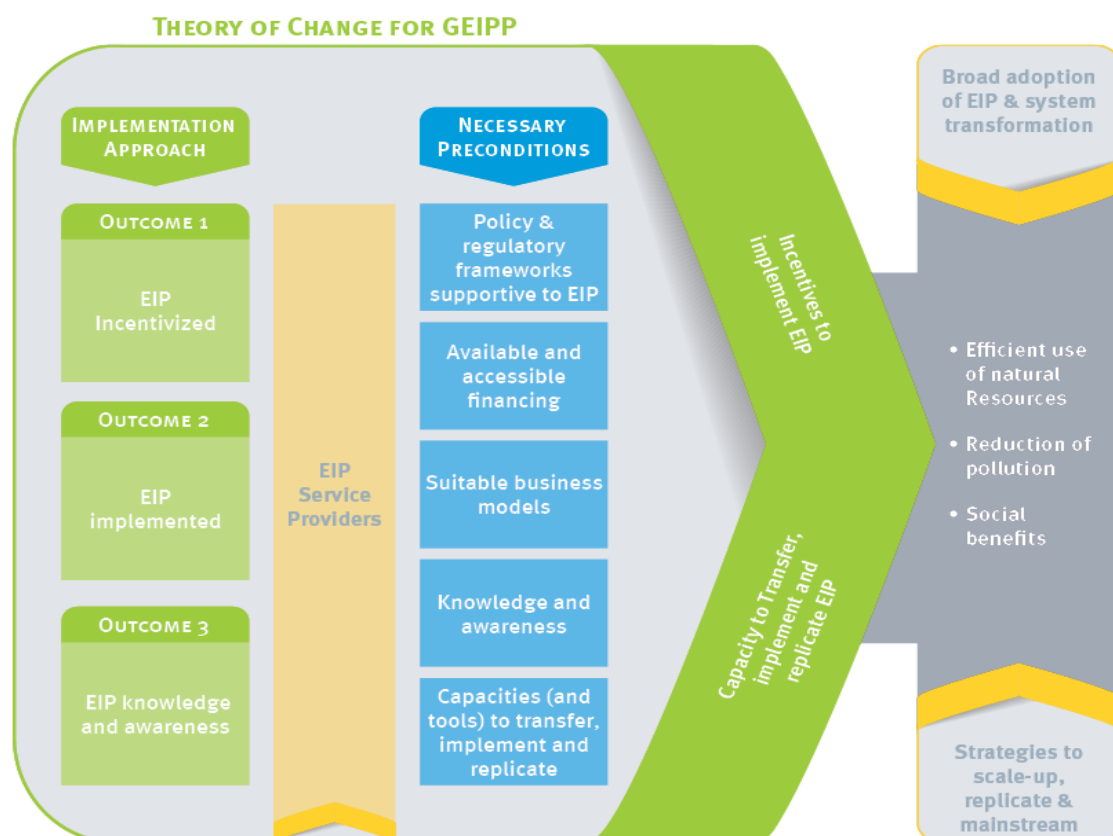 THEORY OF CHANGE FOR GEIPP
IMPLEMENTATION
APPROACH
OUTCOME 1
EIP
Incentivized
OUTCOME 2
EIP
implemented
OUTCOME 3
EIP knowledge
and awareness
EIP
Service
Providers
NECESSARY
PRECONDITIONS
Policy &
regulatory
frameworks
supportive to EIP
Available and
accessible
financing
Suitable business
models
Knowledge and
awareness
Capacities (and
tools) to transfer,
implement and
replicate
Incentives to
implement EIP
Capacity to Transfer,
implement and
replicate EIP
Broad adoption
of EIP & system
transformation
• Efficient use
of natural
Resources
• Reduction of
pollution
• Social
benefits
Strategies to
scale-up,
replicate &
mainstream